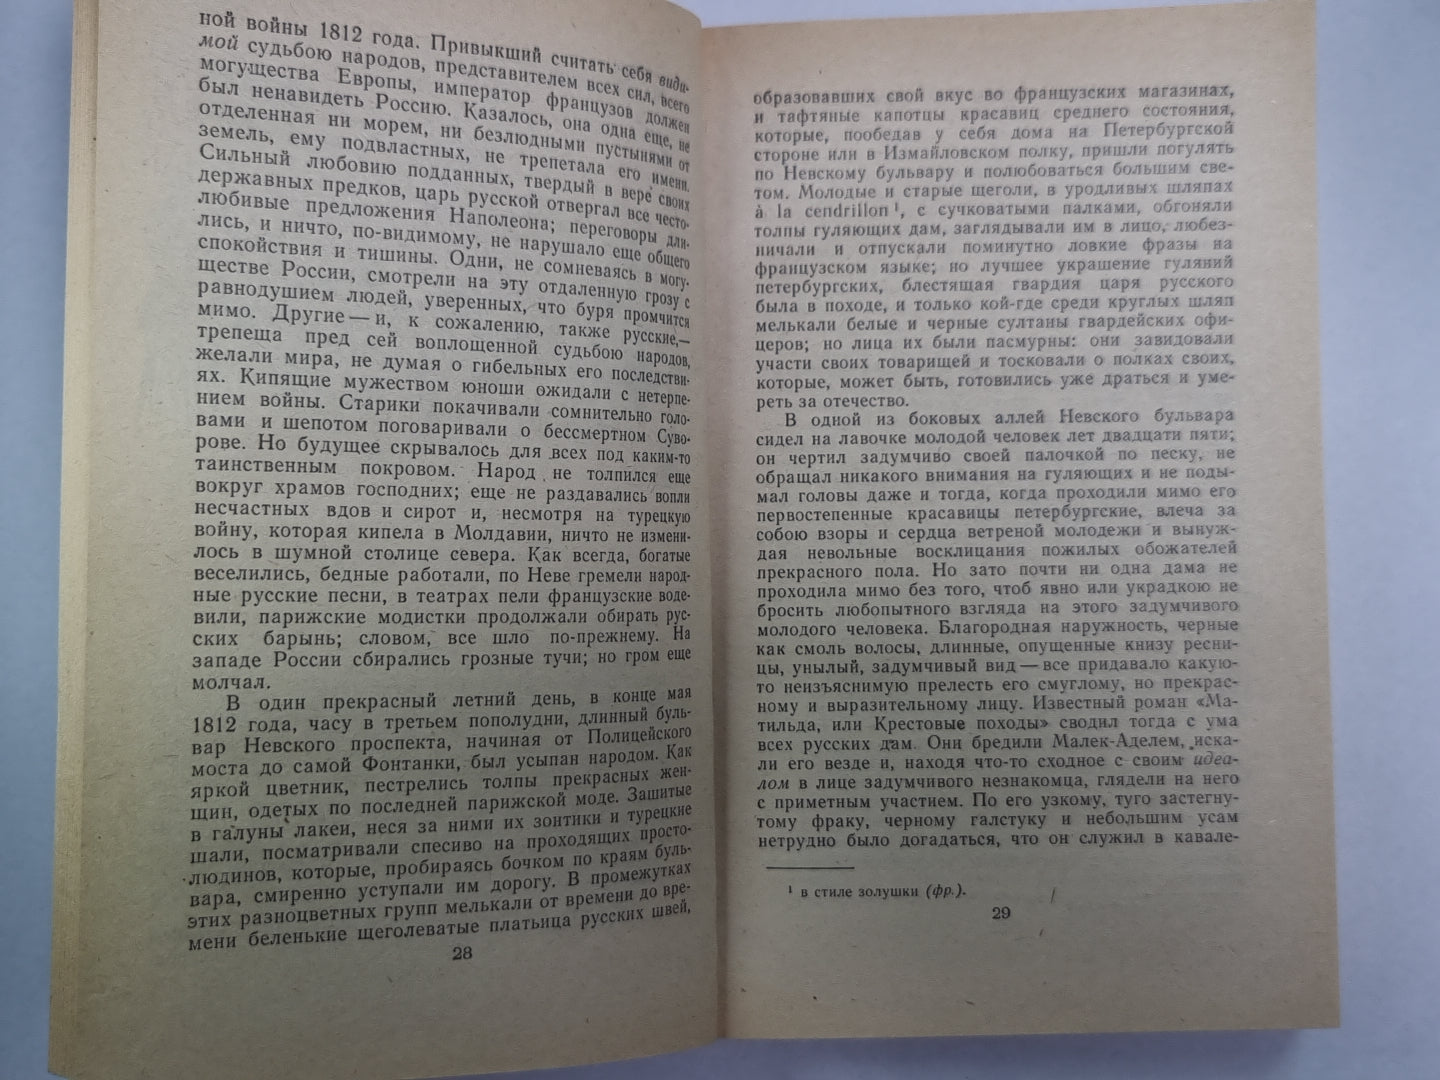 ной войны 1812 года. Привыкший считать себя види-
мой судьбою народов, представителем всех сил, всего
могущества Европы, император французов должен
был ненавидеть Россию. Казалось, она одна еще, не
отделенная ни морем, ни безлюдными пустынями от
земель, ему подвластных, не трепетала его имени.
Сильный любовию подданных, твердый в вере своих
державных предков, царь русской отвергал все често-
любивые предложения Наполеона; переговоры дли-
лись, и ничто, по-видимому, не нарушало еще общего
спокойствия и тишины. Одни, не сомневаясь в могу-
ществе России, смотрели на эту отдаленную грозу с
равнодушием людей, уверенных, что буря промчится
мимо. Другие — и, к сожалению, также русские,—
трепеща пред сей воплощенной судьбою народов,
желали мира, не думая о гибельных его последстви-
ях. Кипящие мужеством юноши ожидали с нетерпе-
нием войны. Старики покачивали сомнительно голо-
вами и шепотом поговаривали о бессмертном Суво-
рове. Но будущее скрывалось для всех под каким-то
таинственным покровом. Народ не толпился еще
вокруг храмов господних; еще не раздавались вопли
несчастных вдов и сирот и, несмотря на турецкую
войну, которая кипела в Молдавии, ничто не измени-
лось в шумной столице севера. Как всегда, богатые
веселились, бедные работали, по Неве гремели народ-
ные русские песни, в театрах пели французские воде-
вили, парижские модистки продолжали обирать рус-
ских барынь; словом, все шло по-прежнему. На
западе России сбирались грозные тучи; но гром еще
молчал.
В один прекрасный летний день, в конце мая
1812 года, часу в третьем пополудни, длинный буль-
вар Невского проспекта, начиная от Полицейского
моста до самой Фонтанки, был усыпан народом. Как
яркой цветник, пестрелись толпы прекрасных жен-
щин, одетых по последней парижской моде. Зашитые
в галуны лакеи, неся за ними их зонтики и турецкие
шали, посматривали спесиво на проходящих просто-
людинов, которые, пробираясь бочком по краям буль-
вара, смиренно уступали им дорогу. В промежутках
этих разноцветных групп мелькали от времени до вре-
мени беленькие щеголеватые платьица русских швей,
28
образовавших свой вкус во французских магазинах,
и тафтяные капотцы красавиц среднего состояния,
которые, пообедав у себя дома на Петербургской
стороне или в Измайловском полку, пришли погулять
по Невскому бульвару и полюбоваться большим све-
том. Молодые и старые щеголи, в уродливых шляпах
à la cendrillon ¹, с сучковатыми палками, обгоняли
толпы гуляющих дам, заглядывали им в лицо, любез-
ничали и отпускали поминутно ловкие фразы на
французском языке; но лучшее украшение гуляний
петербургских, блестящая гвардия царя русского
была в походе, и только кой-где среди круглых шляп
мелькали белые и черные султаны гвардейских офи-
церов; но лица их были пасмурны: они завидовали
участи своих товарищей и тосковали о полках своих,
которые, может быть, готовились уже драться и уме-
реть за отечество.
В одной из боковых аллей Невского бульвара
сидел на лавочке молодой человек лет двадцати пяти;
он чертил задумчиво своей палочкой по песку, не
обращал никакого внимания на гуляющих и не поды-
мал головы даже и тогда, когда проходили мимо его
первостепенные красавицы петербургские, влеча за
собою взоры и сердца ветреной молодежи и вынуж-
дая невольные восклицания пожилых обожателей
прекрасного пола. Но зато почти ни одна дама не
проходила мимо без того, чтоб явно или украдкою не
бросить любопытного взгляда на этого задумчивого
молодого человека. Благородная наружность, черные
как смоль волосы, длинные, опущенные книзу ресни-
цы, унылый, задумчивый вид — все придавало какую-
то неизъяснимую прелесть его смуглому, но прекрас-
ному и выразительному лицу. Известный роман «Ма-
тильда, или Крестовые походы» сводил тогда с ума
всех русских дам. Они бредили Малек-Аделем, иска-
ли его везде и, находя что-то сходное с своим идеа-
лом в лице задумчивого незнакомца, глядели на него
с приметным участием. По его узкому, туго застегну-
тому фраку, черному галстуку и небольшим усам
нетрудно было догадаться, что он служил в кавале-
¹ в стиле золушки (фр.).
29